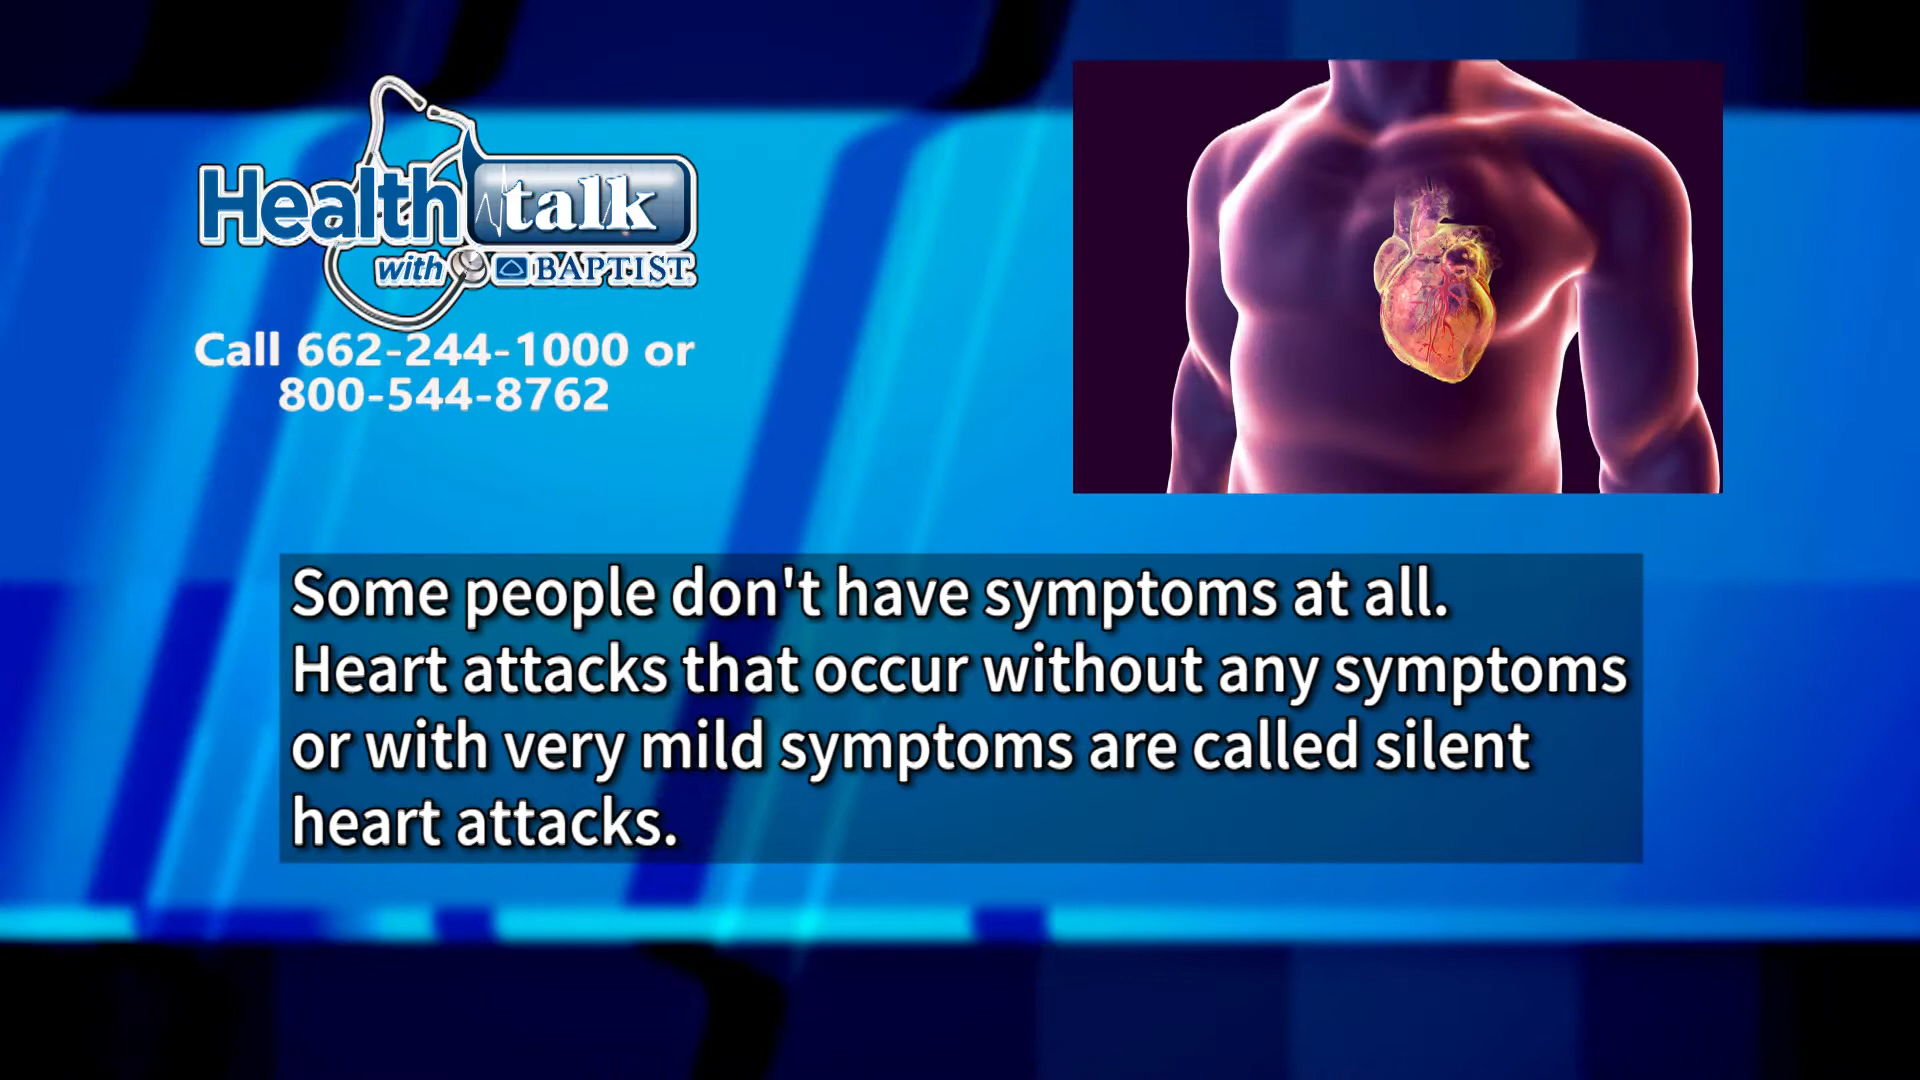 Health talk
with BAPTIST
Call 662-244-1000 or
800-544-8762
Some people don't have symptoms at all.
Heart attacks that occur without any symptoms
or with very mild symptoms are called silent
heart attacks.